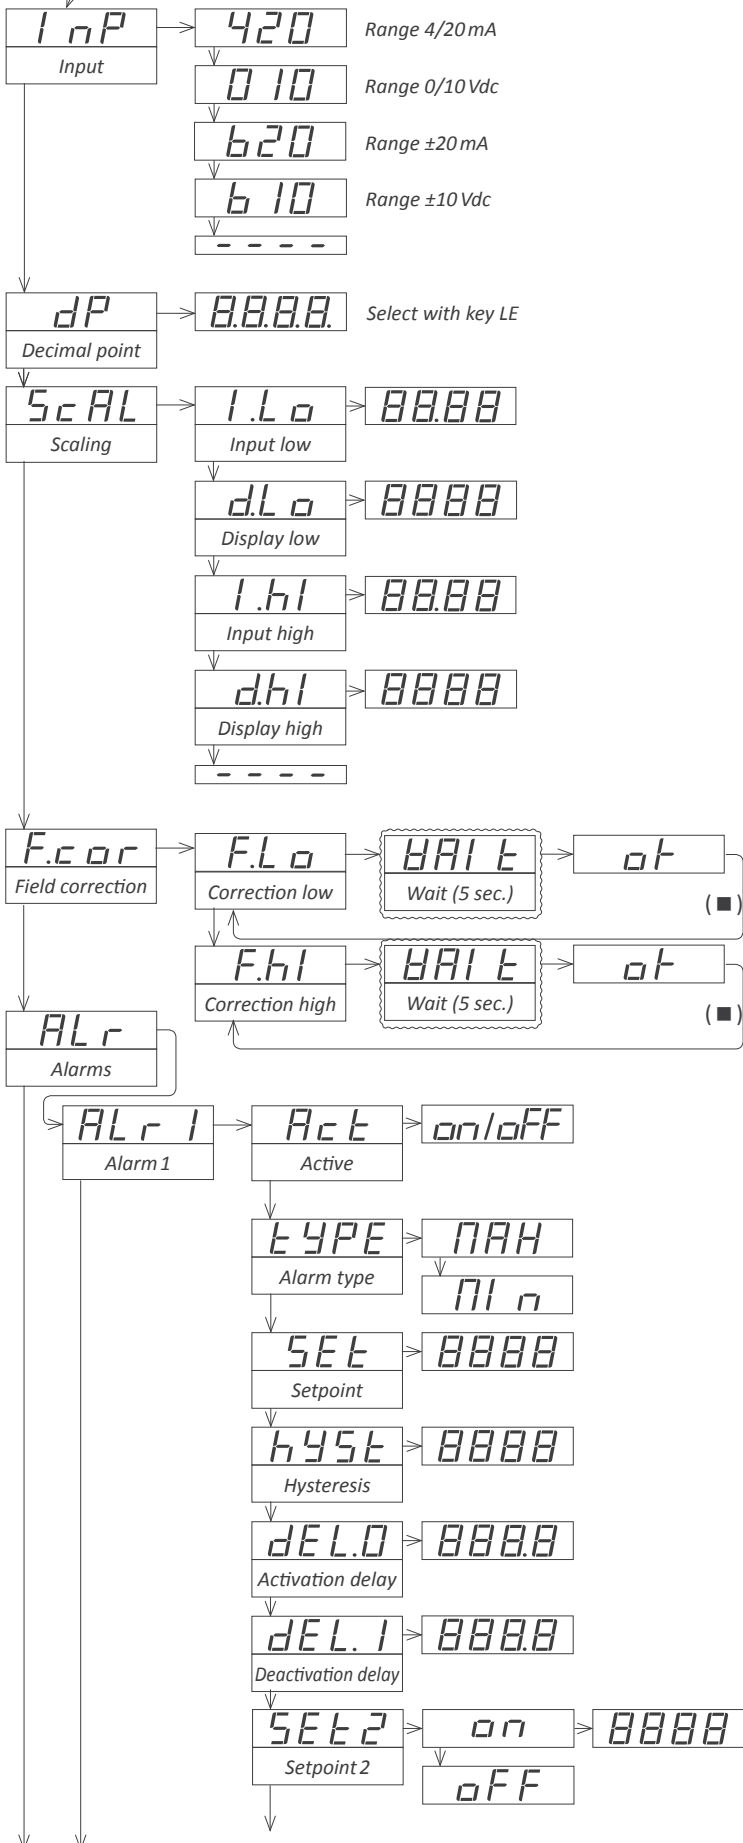 InP 420 Range 4/20 mA
Input
010 Range 0/10 Vdc
b20 Range ±20 mA
b10 Range ±10 Vdc
- - - -
dP 8.8.8.8. Select with key LE
Decimal point
ScAL I.Lo 88.88
Scaling Input low
d.Lo 8888
Display low
I.hI 88.88
Input high
d.hI 8888
Display high
- - - -
F.cor F.Lo WAIt ok
Field correction Correction low Wait (5 sec.) (■)
F.hI WAIt ok
Correction high Wait (5 sec.) (■)
ALr
Alarms
ALr1 Act on/oFF
Alarm 1 Active
tYPE MAX
Alarm type MIn
SEt 8888
Setpoint
hYSt 8888
Hysteresis
dEL.0 888.8
Activation delay
dEL.1 888.8
Deactivation delay
SEt2 on 8888
Setpoint 2 oFF